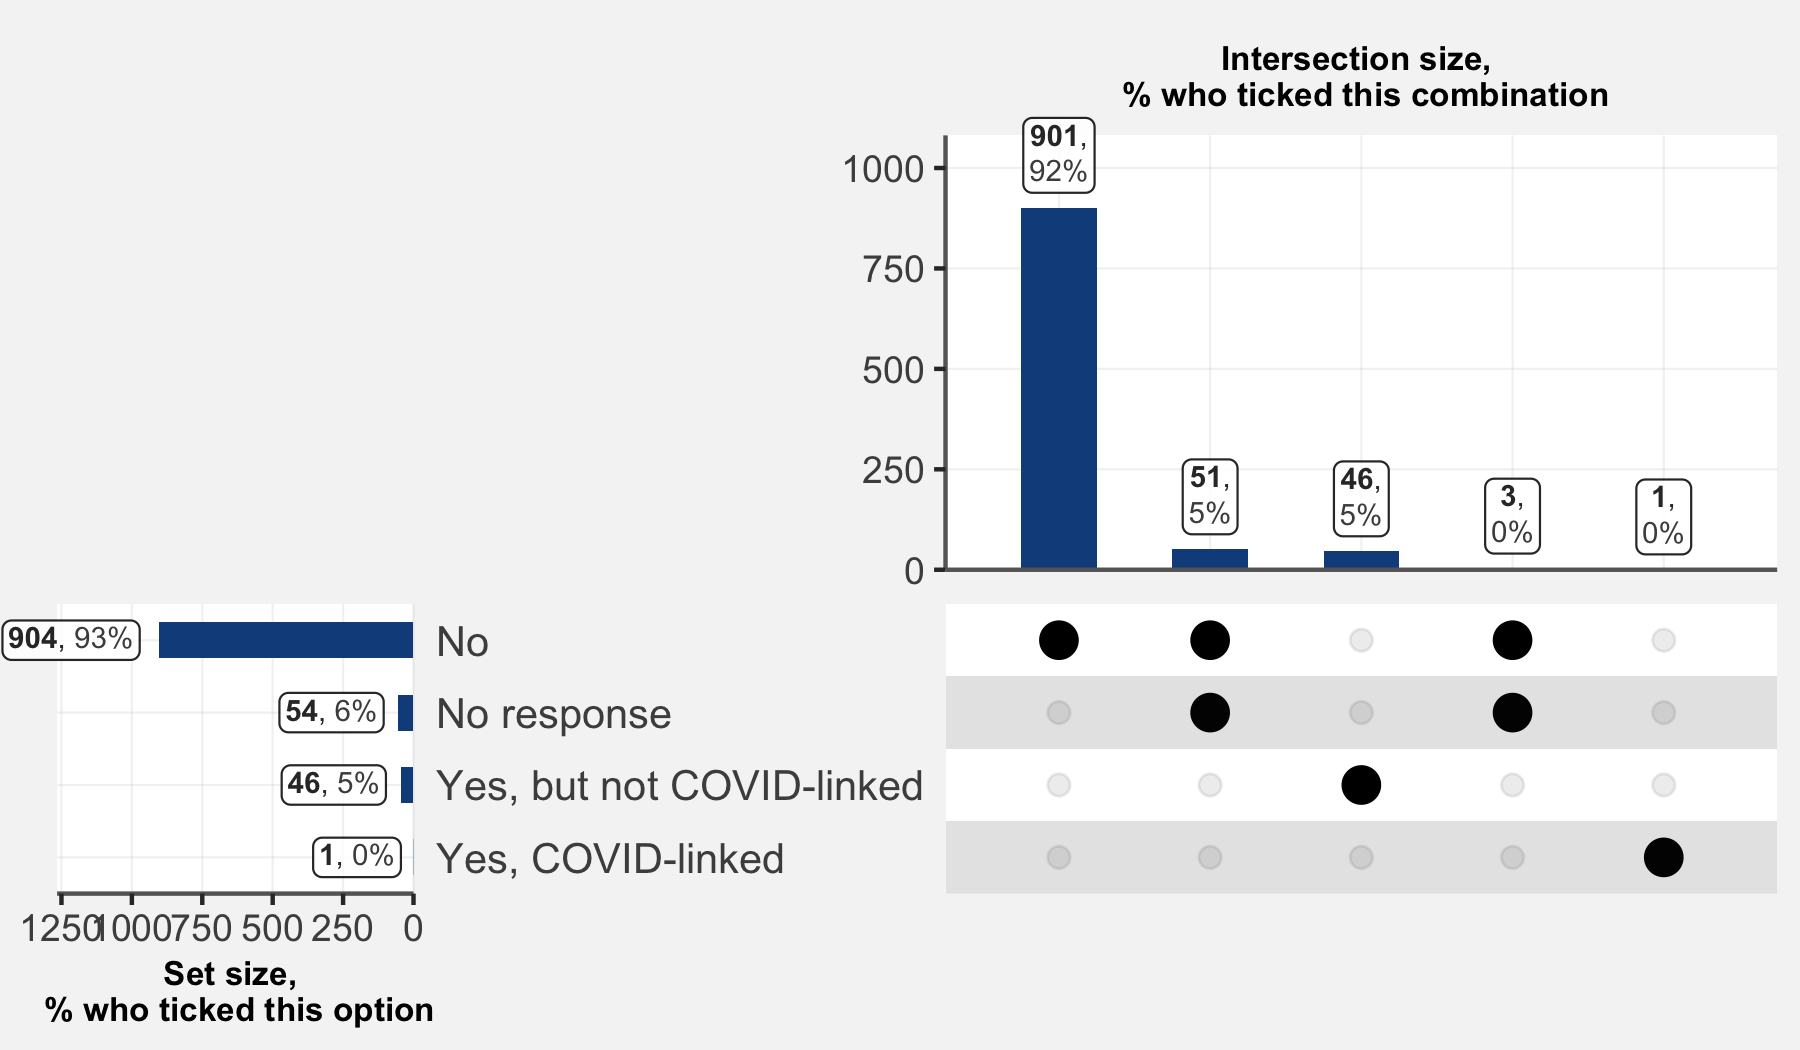 Intersection size,
% who ticked this combination
901,
92%
51,
5%
46,
5%
3,
0%
1,
0%
1000
750
500
250
0
904, 93%
No
54, 6%
No response
46, 5%
Yes, but not COVID-linked
1, 0%
Yes, COVID-linked
1250 1000 750 500 250 0
Set size,
% who ticked this option